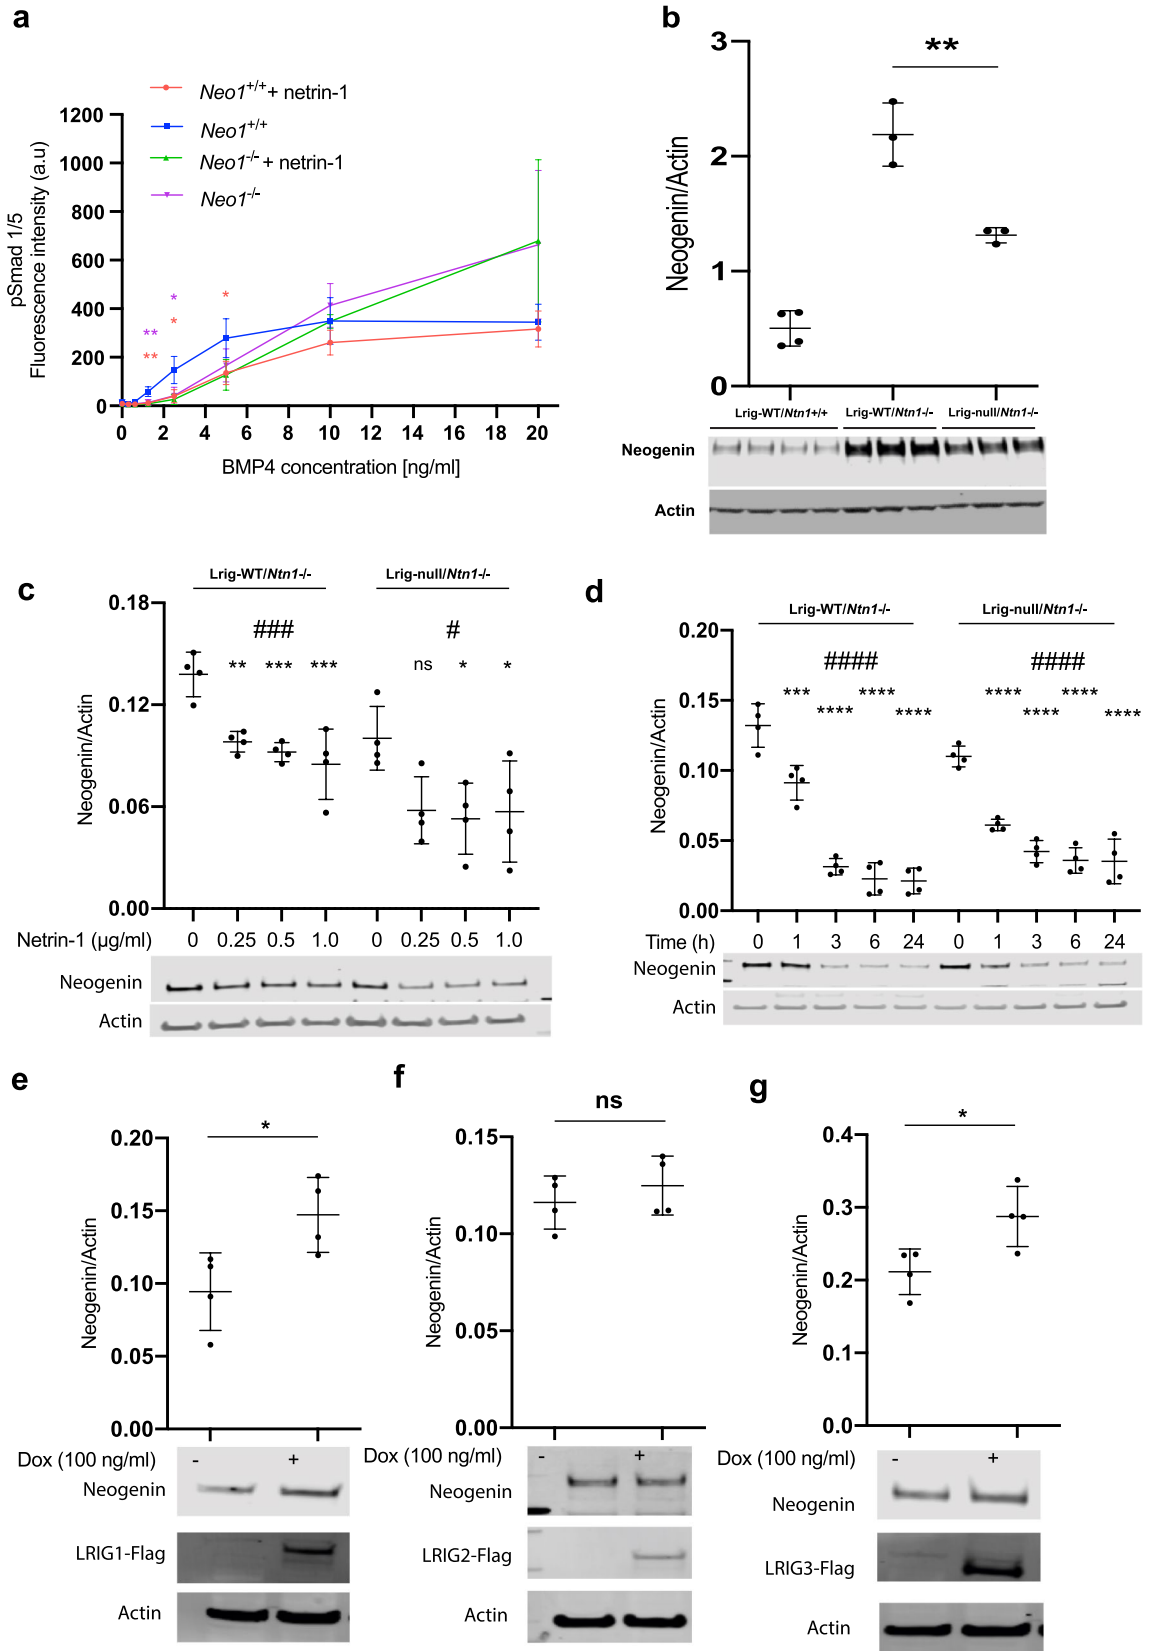 a
Neo1+/+ + netrin-1
Neo1+/+
Neo1-/- + netrin-1
Neo1-/-
pSmad 1/5
Fluorescence intensity (a.u)
1200
1000
800
600
400
200
0
** ** * * *
0 2 4 6 8 10 12 14 16 18 20
BMP4 concentration [ng/ml]
b
**
Neogenin/Actin
3
2
1
0
Lrig-WT/Ntn1+/+ Lrig-WT/Ntn1-/- Lrig-null/Ntn1-/-
Neogenin
Actin
c
Lrig-WT/Ntn1-/- Lrig-null/Ntn1-/-
### #
** *** *** ns * *
Neogenin/Actin
0.18
0.12
0.06
0.00
Netrin-1 (µg/ml) 0 0.25 0.5 1.0 0 0.25 0.5 1.0
Neogenin
Actin
d
Lrig-WT/Ntn1-/- Lrig-null/Ntn1-/-
#### ####
*** **** **** ****
**** **** **** ****
Neogenin/Actin
0.20
0.15
0.10
0.05
0.00
Time (h) 0 1 3 6 24 0 1 3 6 24
Neogenin
Actin
e
*
Neogenin/Actin
0.20
0.15
0.10
0.05
0.00
Dox (100 ng/ml) - +
Neogenin
LRIG1-Flag
Actin
f
ns
Neogenin/Actin
0.15
0.10
0.05
0.00
Dox (100 ng/ml) - +
Neogenin
LRIG2-Flag
Actin
g
*
Neogenin/Actin
0.4
0.3
0.2
0.1
0.0
Dox (100 ng/ml) - +
Neogenin
LRIG3-Flag
Actin